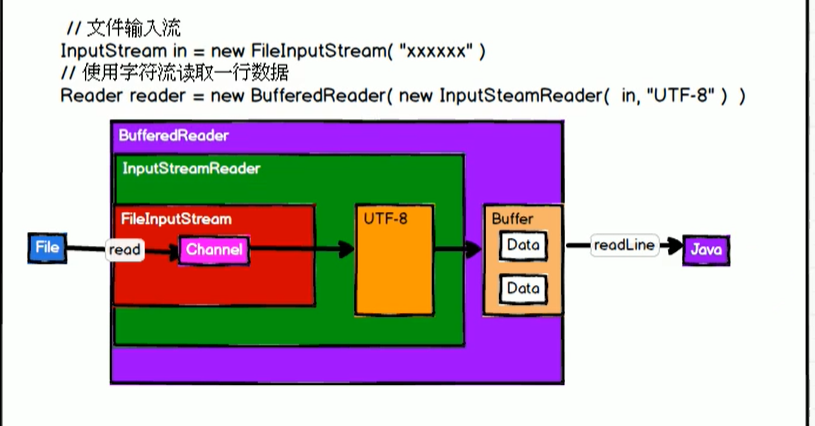 // 文件输入流
InputStream in = new FileInputStream( "xxxxxx" )
// 使用字符流读取一行数据
Reader reader = new BufferedReader( new InputSteamReader( in, "UTF-8" ) )
BufferedReader
InputStreamReader
FileInputStream
UTF-8
Buffer
File
read
Channel
Data
readLine
Java
Data